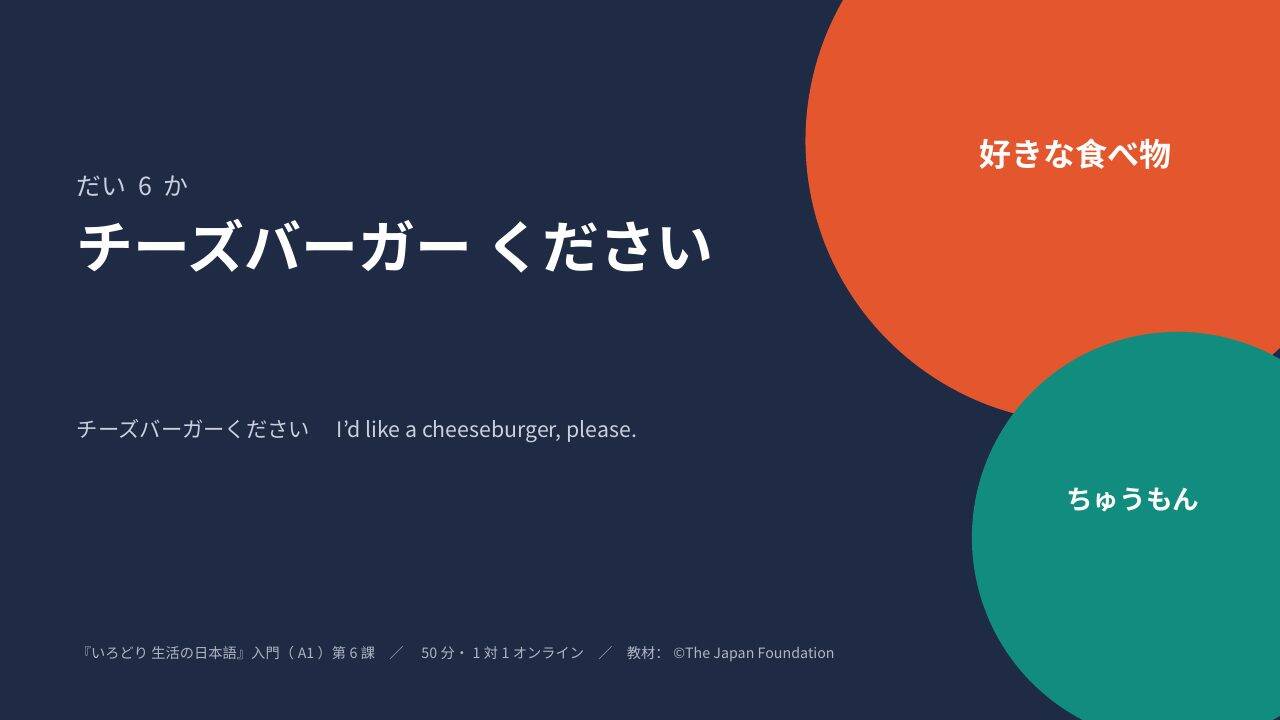 だい 6 か
チーズバーガー ください
チーズバーガーください　I’d like a cheeseburger, please.
『いろどり 生活の日本語』入門（ A1 ）第 6 課　／　50 分・ 1 対 1 オンライン　／　教材： ©The Japan Foundation
好きな食べ物
ちゅうもん